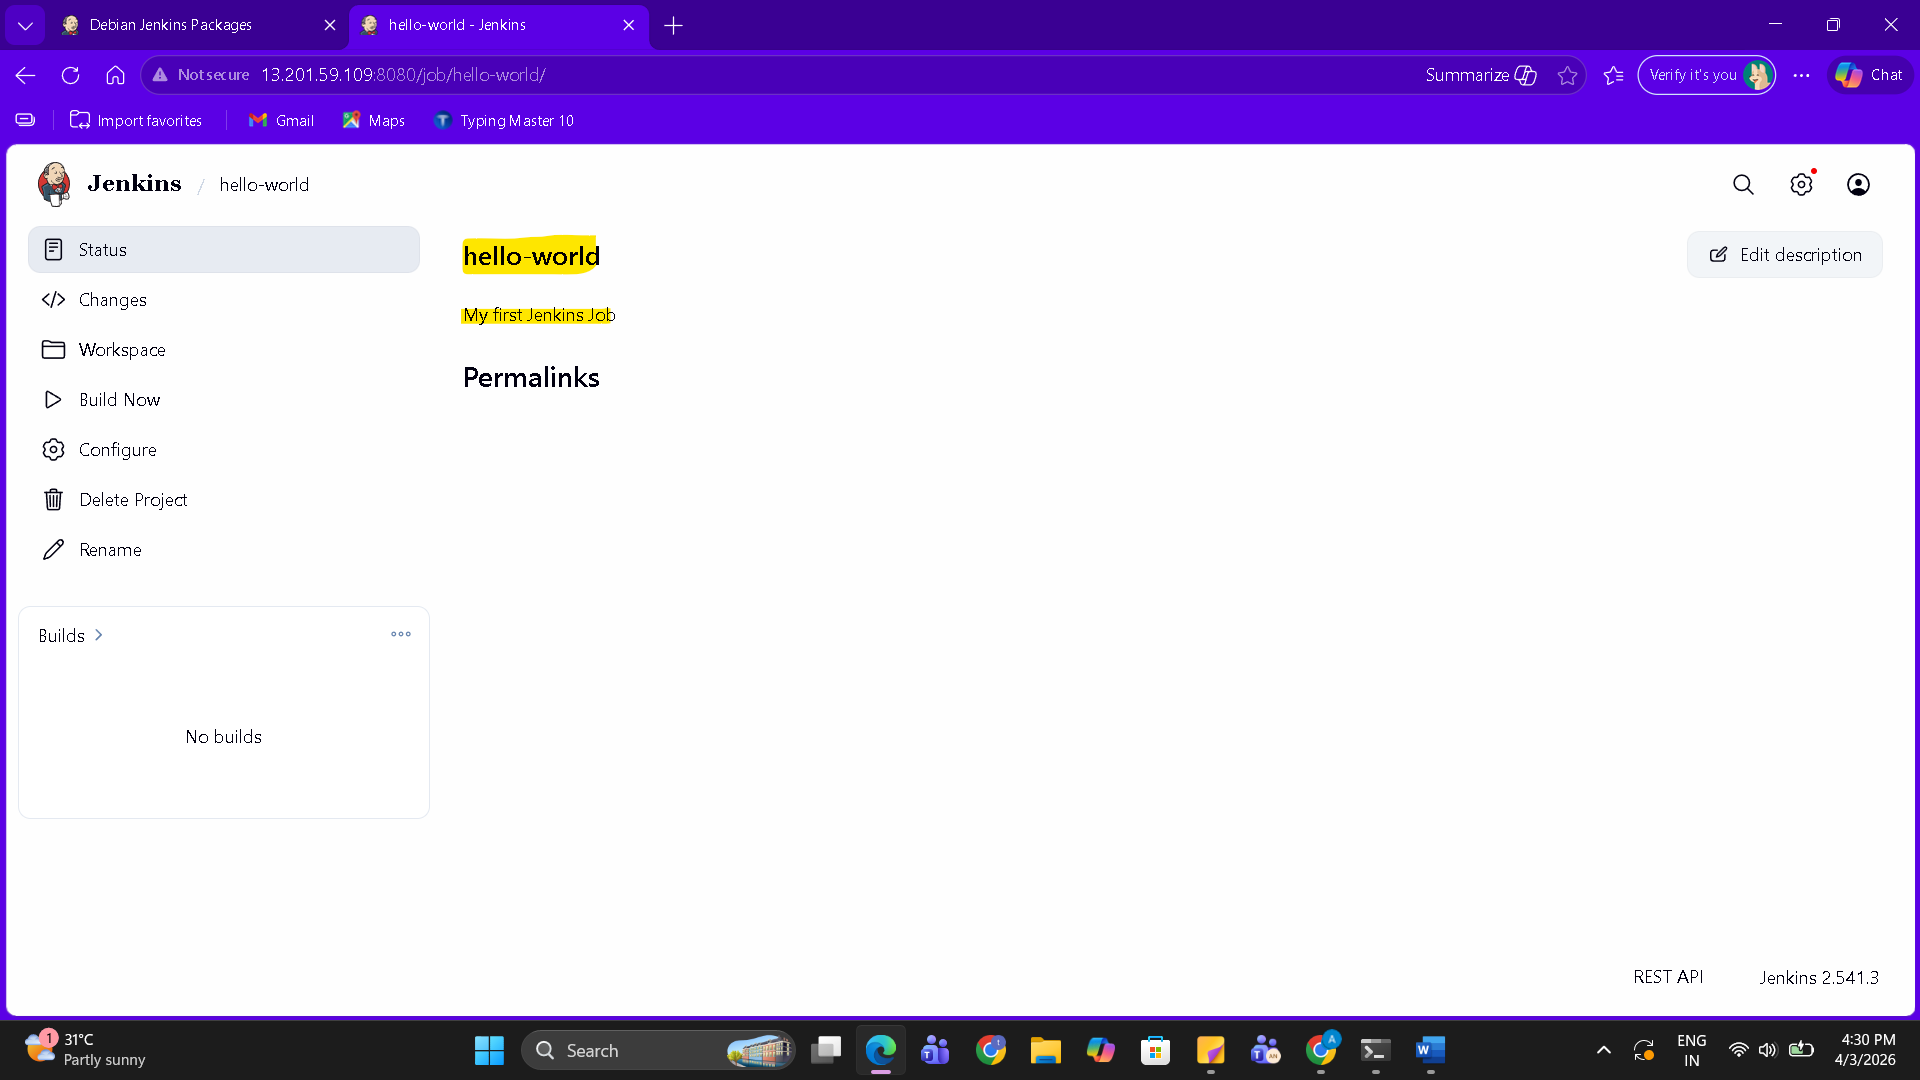 Debian Jenkins Packages
hello-world - Jenkins
Not secure 13.201.59.109:8080/job/hello-world/
Summarize
Verify it's you
Chat
Import favorites
Gmail
Maps
T Typing Master 10
Jenkins / hello-world
Status
Changes
Workspace
Build Now
Configure
Delete Project
Rename
Builds
No builds
hello-world
Edit description
My first Jenkins Job
Permalinks
REST API
Jenkins 2.541.3
1
31°C
Partly sunny
Search
ENG
IN
4:30 PM
4/3/2026